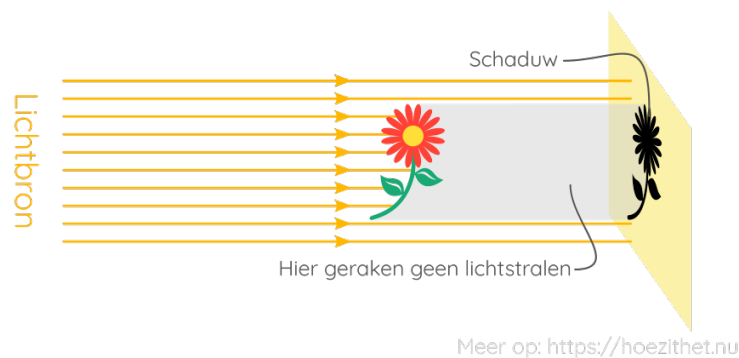 Schaduw
Lichtbron
Hier geraken geen lichtstralen
Meer op: https://hoezithet.nu